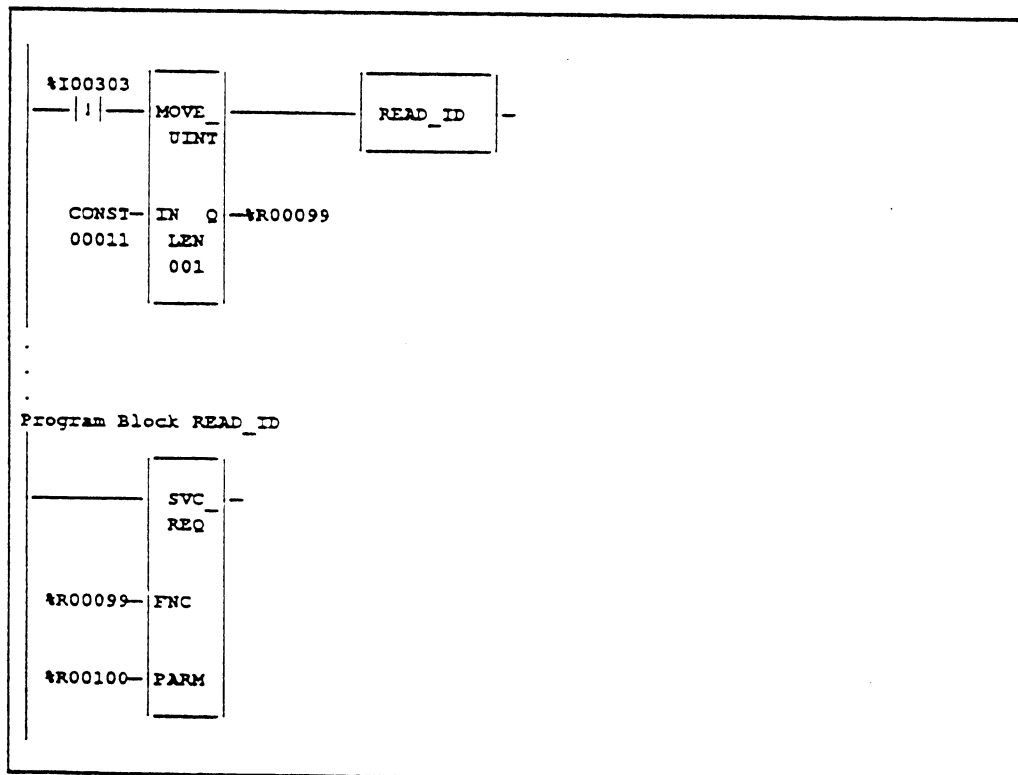 %I00303
MOVE_ READ_ID
UINT
CONST IN Q %R00099
00011 LEN
001
.
.
.
Program Block READ_ID
SVC_
REQ
%R00099 FNC
%R00100 PARM